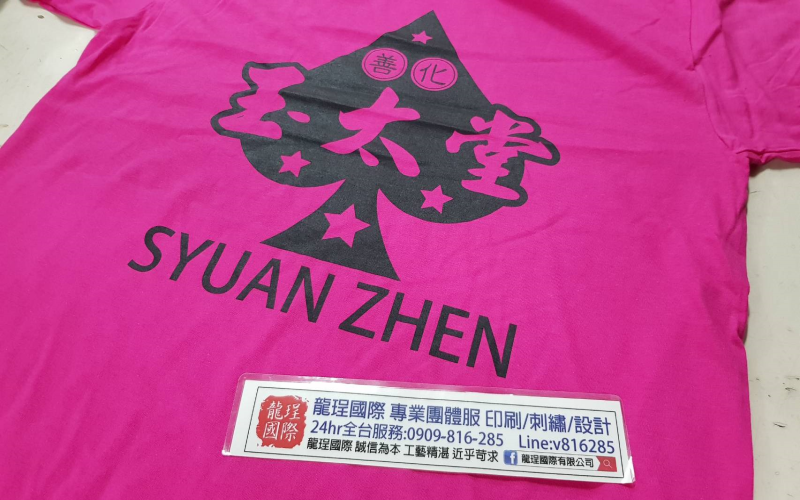 善化
玉太堂
SYUAN ZHEN
龍珵國際
龍珵國際 專業團體服 印刷/刺繡/設計
24hr全台服務:0909-816-285 Line:v816285
龍珵國際 誠信為本 工藝精湛 近乎苛求 f 龍珵國際有限公司